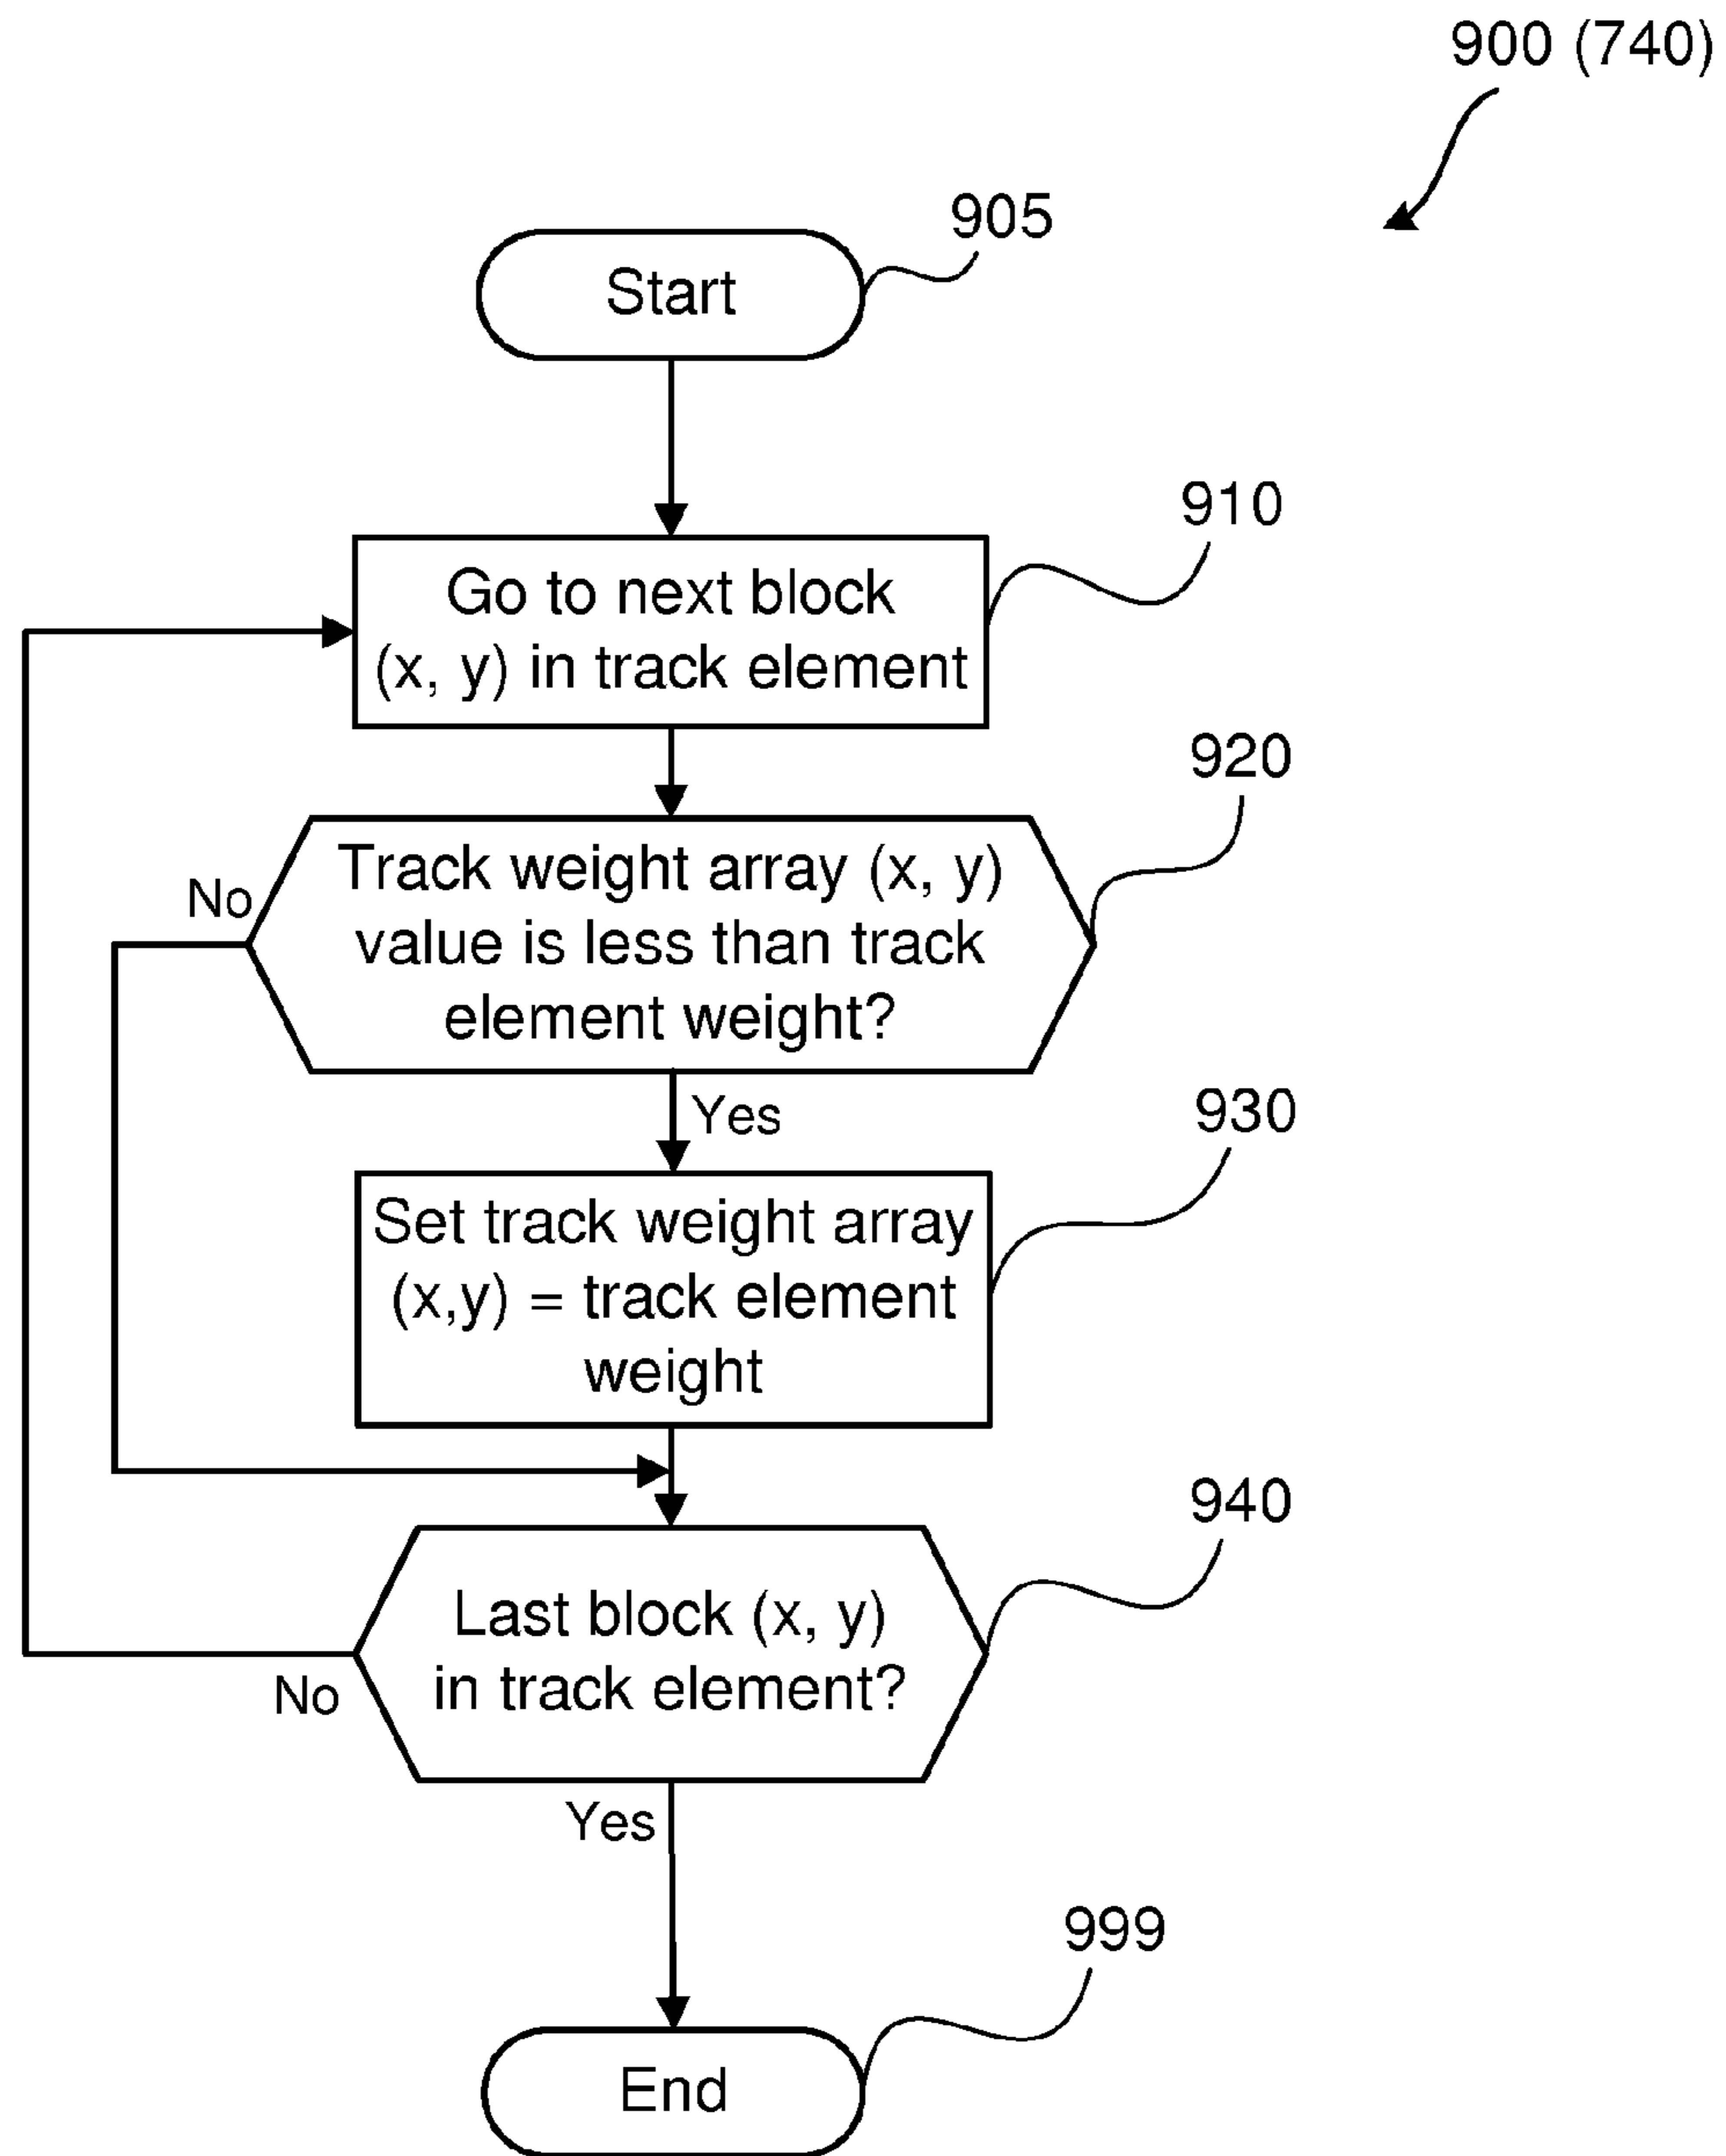 900 (740)
905
Start
910
Go to next block
(x, y) in track element
920
No
Track weight array (x, y)
value is less than track
element weight?
Yes
930
Set track weight array
(x,y) = track element
weight
940
Last block (x, y)
in track element?
No
Yes
999
End